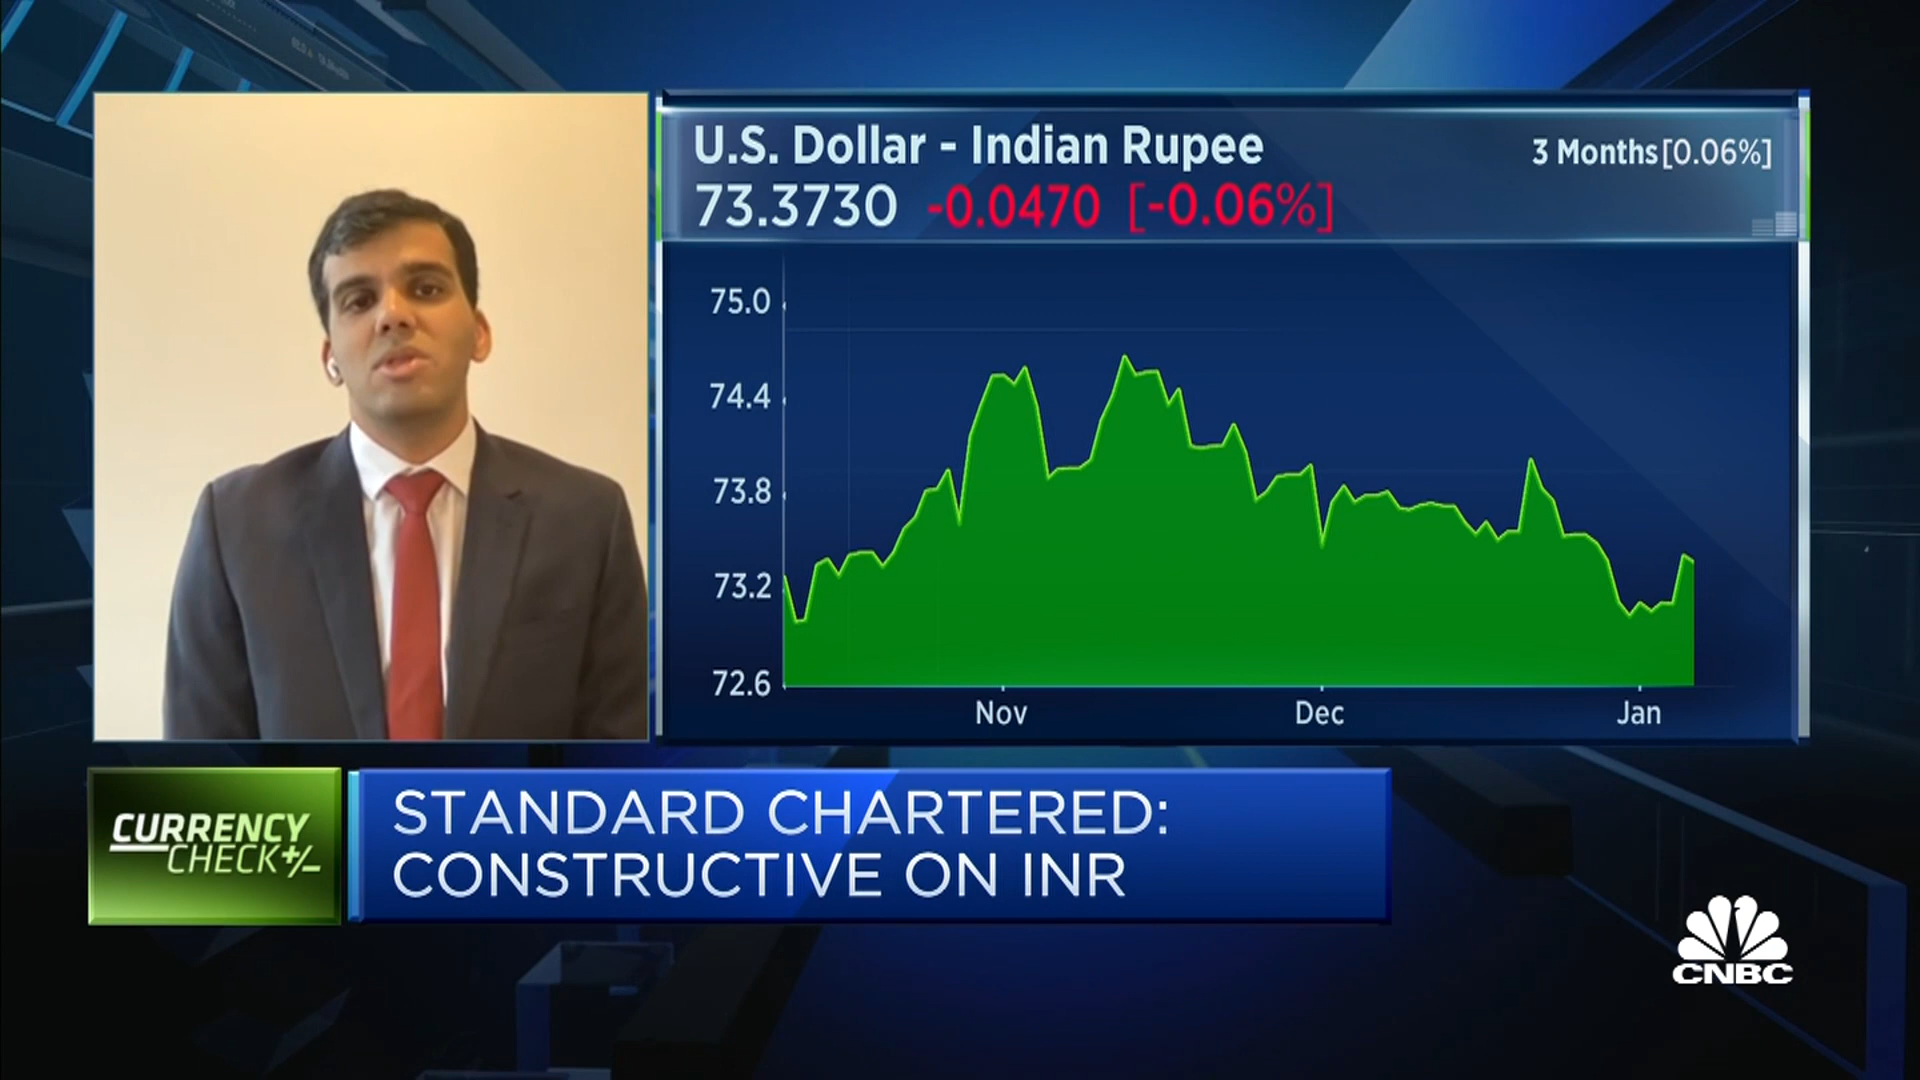 U.S. Dollar - Indian Rupee
3 Months [0.06%]
73.3730 -0.0470 [-0.06%]
75.0
74.4
73.8
73.2
72.6
Nov Dec Jan
CURRENCY
CHECK+/-
STANDARD CHARTERED:
CONSTRUCTIVE ON INR
CNBC